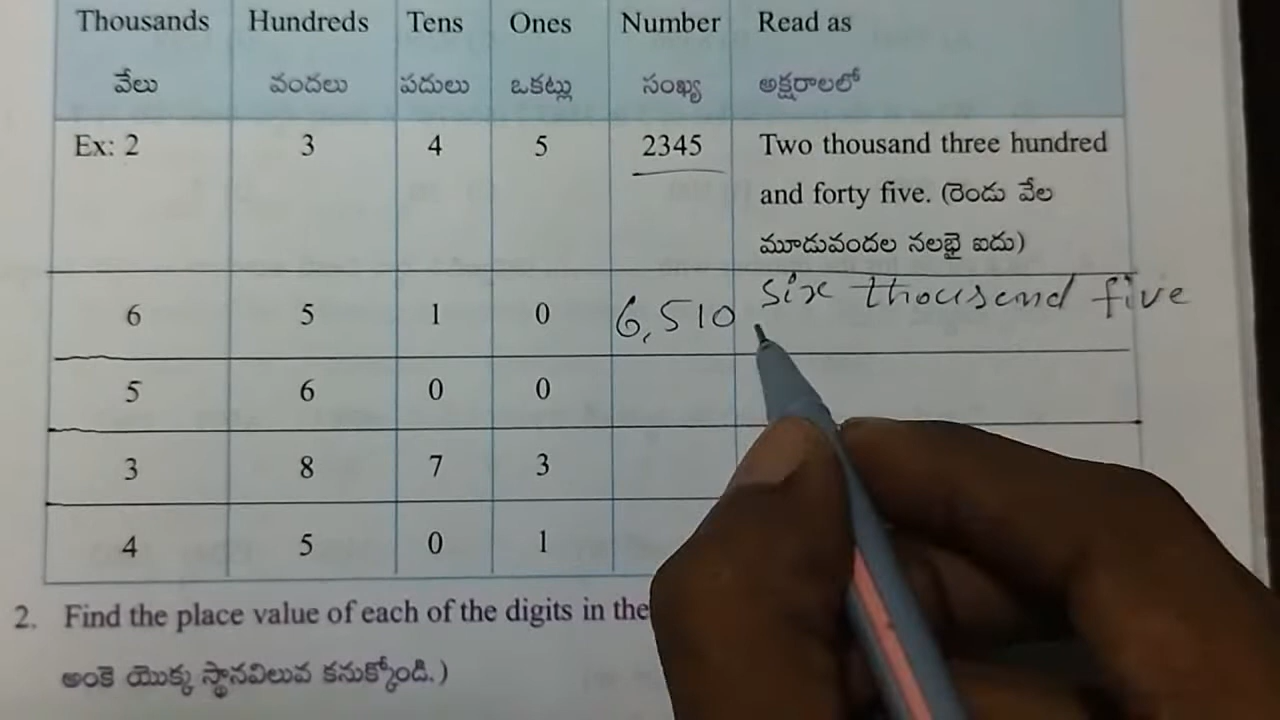 Thousands Hundreds Tens Ones Number Read as
వేలు వందలు పదులు ఒకట్లు సంఖ్య అక్షరాలలో
Ex: 2 3 4 5 2345 Two thousand three hundred
and forty five. (రెండు వేల
మూడువందల నలభై ఐదు)
6 5 1 0 6,510 six thousand five
5 6 0 0
3 8 7 3
4 5 0 1
2. Find the place value of each of the digits in the
అంకె యొక్క స్థానవిలువ కనుక్కోండి.)